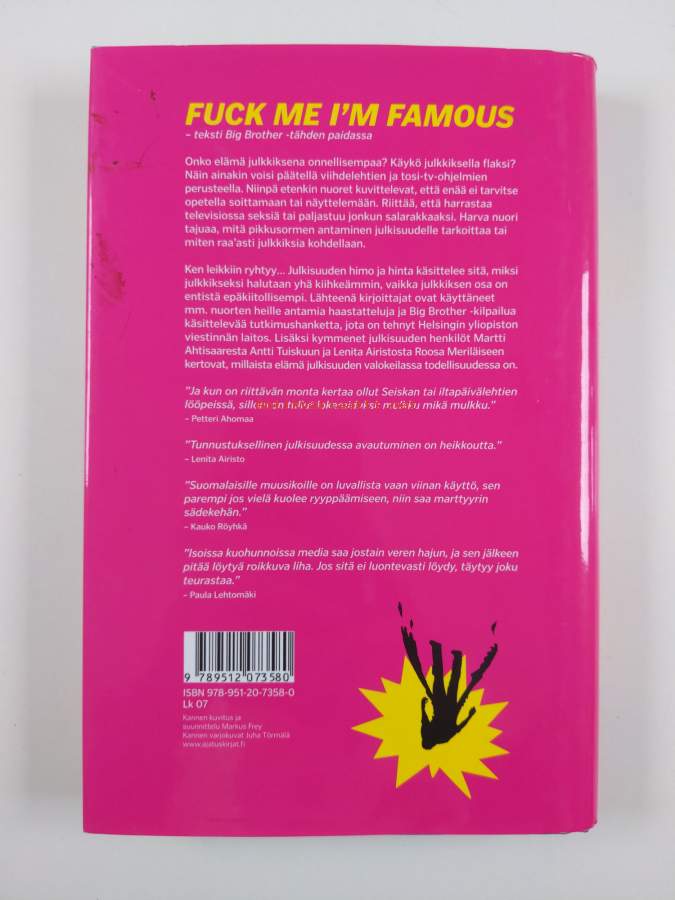 FUCK ME I'M FAMOUS
– teksti Big Brother -tähden paidassa
Onko elämä julkkiksena onnellisempaa? Käykö julkkiksella flaksi?
Näin ainakin voisi päätellä viihdelehtien ja tosi-tv-ohjelmien
perusteella. Niinpä etenkin nuoret kuvittelevat, että enää ei tarvitse
opetella soittamaan tai näyttelemään. Riittää, että harrastaa
televisiossa seksiä tai paljastuu jonkun salarakkaaksi. Harva nuori
tajuaa, mitä pikkusormen antaminen julkisuudelle tarkoittaa tai
miten raa'asti julkkiksia kohdellaan.
Ken leikkiin ryhtyy... Julkisuuden himo ja hinta käsittelee sitä, miksi
julkkikseksi halutaan yhä kiihkeämmin, vaikka julkkiksen osa on
entistä epäkiitollisempi. Lähteenä kirjoittajat ovat käyttäneet
mm. nuorten heille antamia haastatteluja ja Big Brother -kilpailua
käsittelevää tutkimushanketta, jota on tehnyt Helsingin yliopiston
viestinnän laitos. Lisäksi kymmenet julkisuuden henkilöt Martti
Ahtisaaresta Antti Tuiskuun ja Lenita Airistosta Roosa Meriläiseen
kertovat, millaista elämä julkisuuden valokeilassa todellisuudessa on.
"Ja kun on riittävän monta kertaa ollut Seiskan tai iltapäivälehtien
lööpeissä, silloin on mikä mulkku."
– Petteri Ahomaa
"Tunnustuksellinen julkisuudessa avautuminen on heikkoutta."
– Lenita Airisto
"Suomalaisille muusikoille on luvallista vaan viinan käyttö, sen
parempi jos vielä kuolee ryyppäämiseen, niin saa marttyyrin
sädekehän."
– Kauko Röyhkä
"Isoissa kuohunnoissa media saa jostain veren hajun, ja sen jälkeen
pitää löytyä roikkuva liha. Jos sitä ei luontevasti löydy, täytyy joku
teurastaa."
– Paula Lehtomäki
9 789512 073580
ISBN 978-951-20-7358-0
Lk 07
Kannen kuvitus ja
suunnittelu Markus Frey
Kannen varjokuvat Juha Törmälä
www.ajatuskirjat.fi